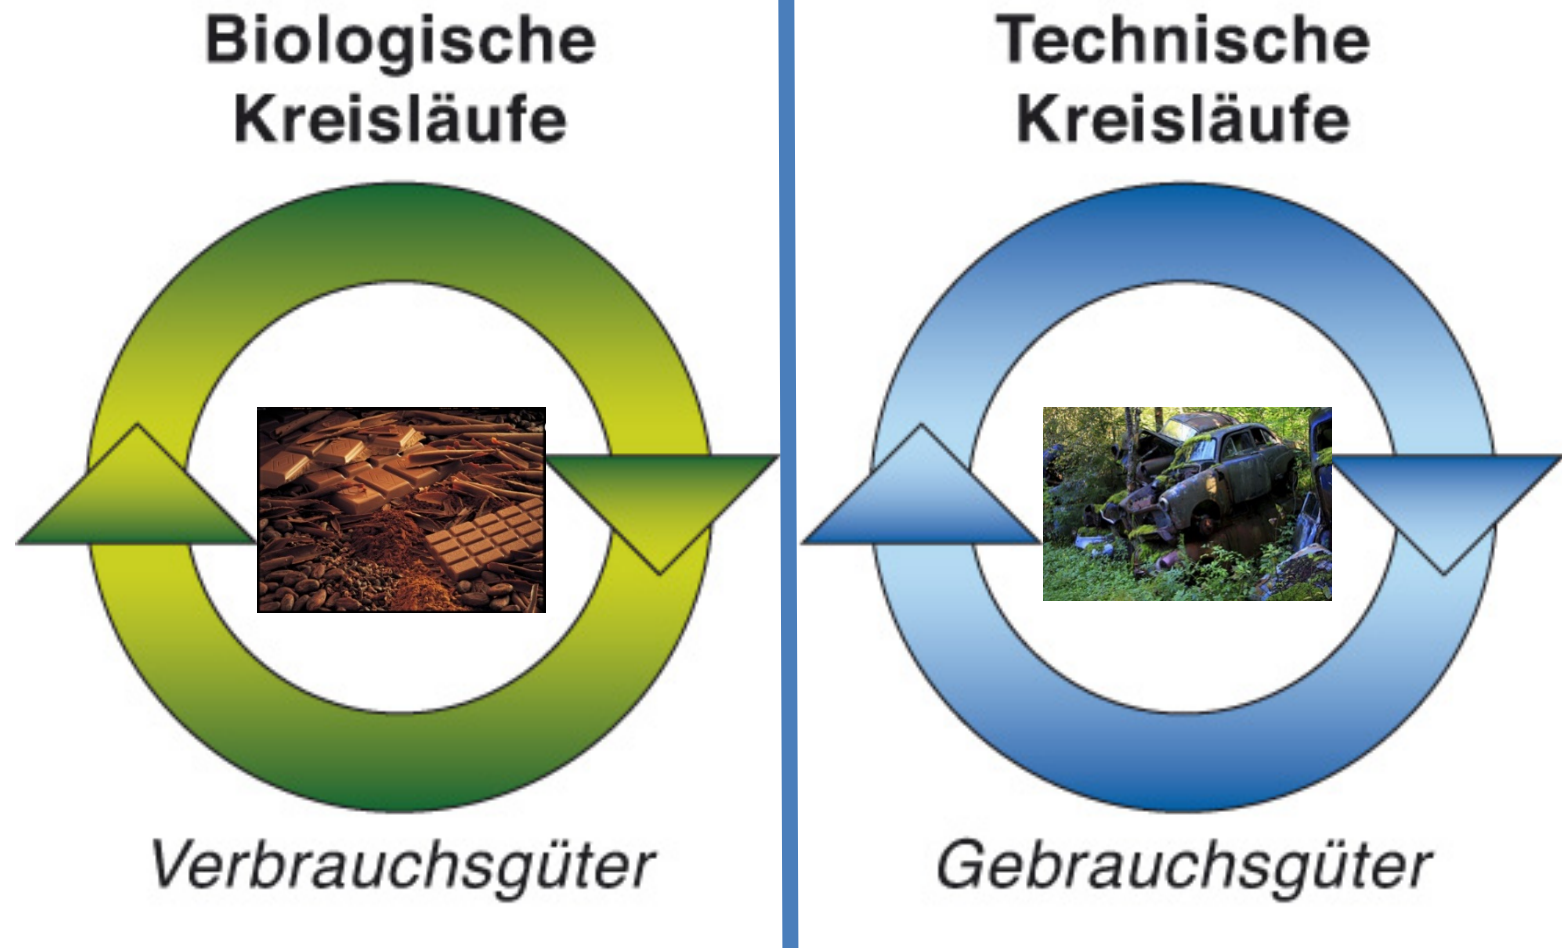 Biologische
Kreisläufe
Verbrauchsgüter
Technische
Kreisläufe
Gebrauchsgüter